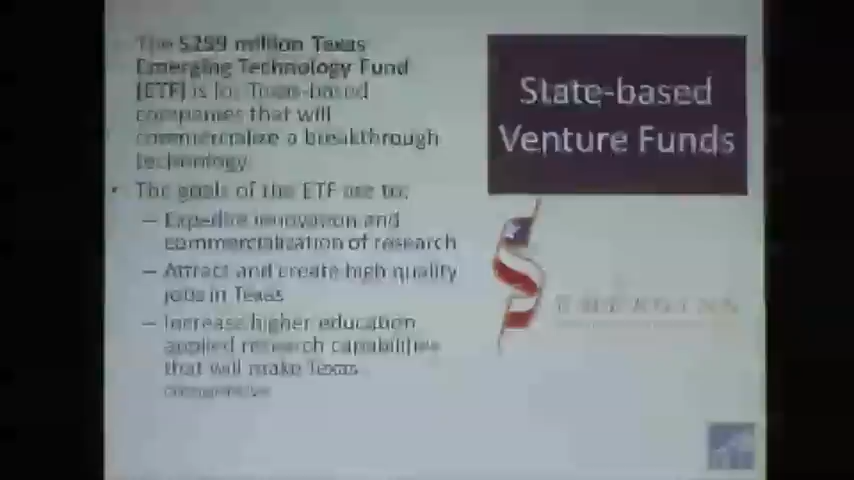 The $259 million Texas
Emerging Technology Fund
(ETF) is for Texas-based
companies that will
commercialize a breakthrough
technology
• The goals of the ETF are to:
– Expedite innovation and
commercialization of research
– Attract and create high quality
jobs in Texas
– Increase higher education
applied research capabilities
that will make Texas
State-based
Venture Funds